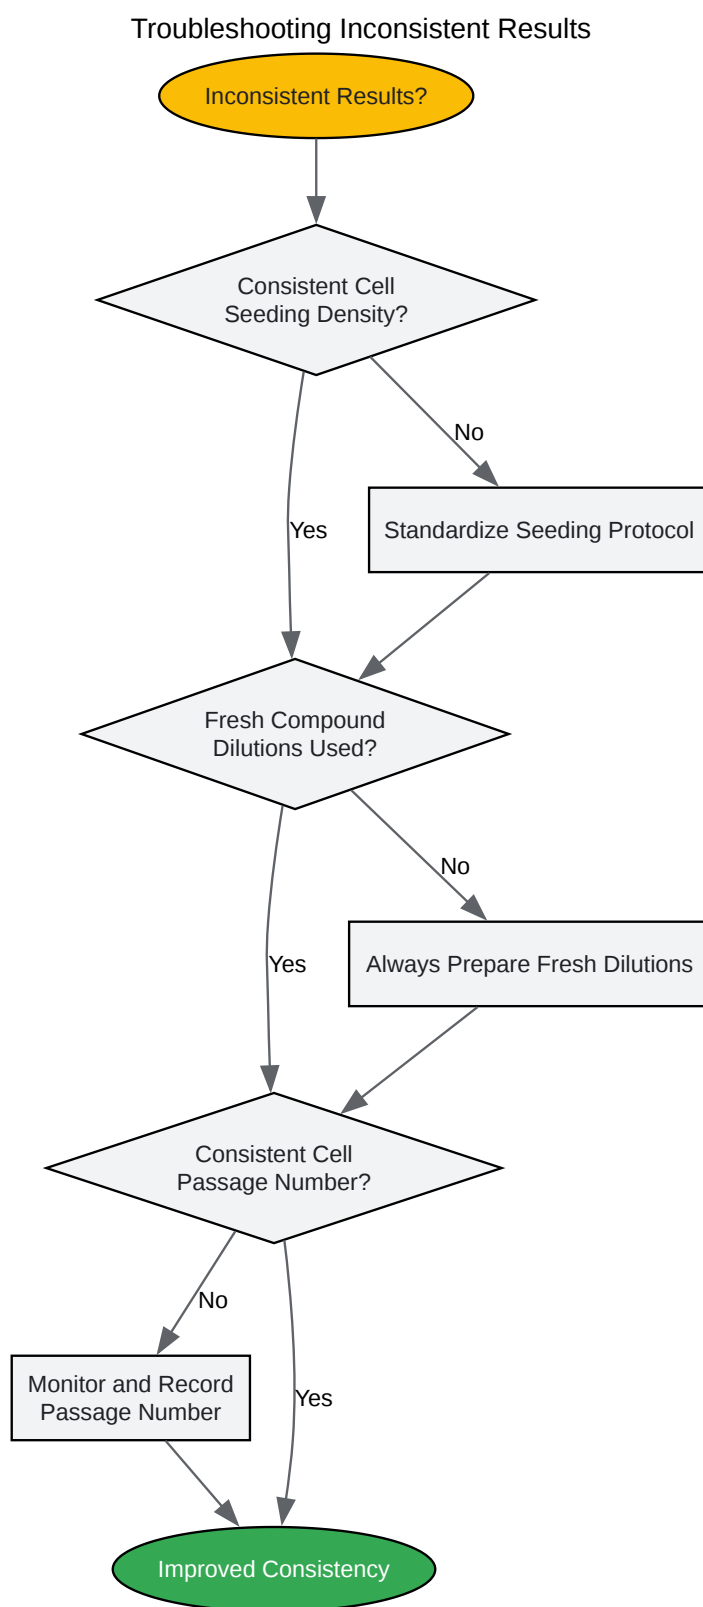 Troubleshooting Inconsistent Results
Inconsistent Results?
Consistent Cell
Seeding Density?
No
Yes
Standardize Seeding Protocol
Fresh Compound
Dilutions Used?
No
Yes
Always Prepare Fresh Dilutions
Consistent Cell
Passage Number?
No
Yes
Monitor and Record
Passage Number
Improved Consistency